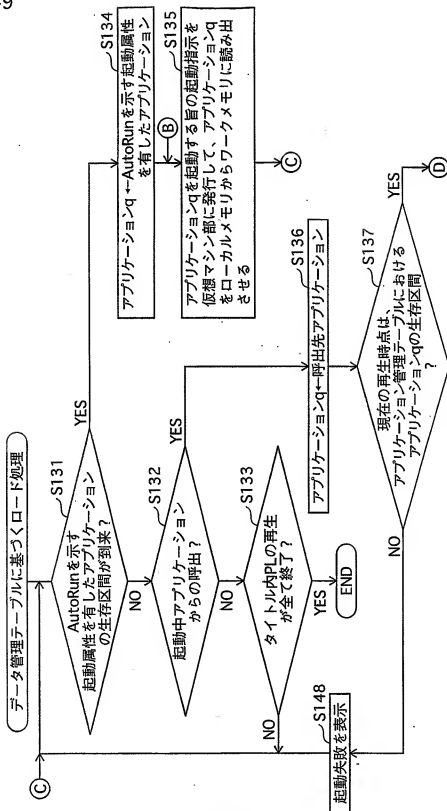 データ管理テーブルに基づくロード処理
C
S131
AutoRunを示す
起動属性を有したアプリケーション
の生存区間が到来？
YES
NO
S134
アプリケーションq←AutoRunを示す起動属性
を有したアプリケーション
B
S135
アプリケーションqを起動する旨の起動指示を
仮想マシン部に発行して、アプリケーションq
をローカルメモリからワークメモリに読み出
させる
C
S132
起動中アプリケーション
からの呼出？
YES
NO
S133
タイトル内PLの再生
が全て終了？
NO
YES
END
S136
アプリケーションq←呼出先アプリケーション
S137
現在の再生時点は、
アプリケーション管理テーブルにおける
アプリケーションqの生存区間
？
YES
D
NO
S148
起動失敗を表示